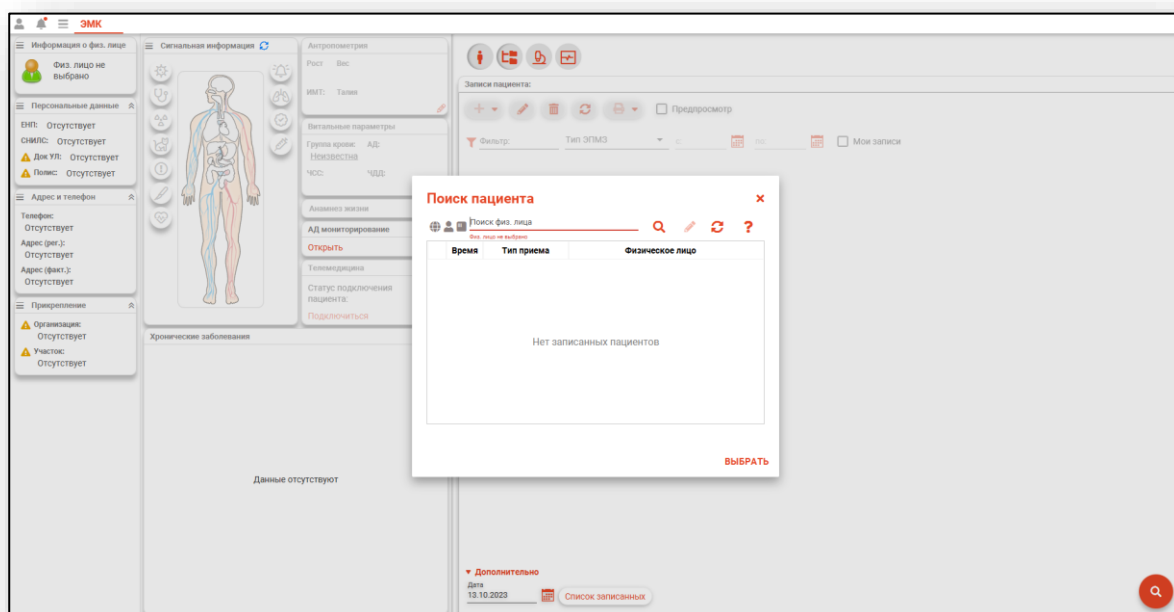 ЭМК
Информация о физ. лице
Физ. лицо не
выбрано
Персональные данные
ЕНП: Отсутствует
СНИЛС: Отсутствует
Док УЛ: Отсутствует
Полис: Отсутствует
Адрес и телефон
Телефон:
Отсутствует
Адрес (рег.):
Отсутствует
Адрес (факт.):
Отсутствует
Прикрепление
Организация:
Отсутствует
Участок:
Отсутствует
Сигнальная информация
Антропометрия
Рост Вес
ИМТ: Талия
Витальные параметры
Группа крови: АД:
Неизвестна
ЧСС: ЧДД:
Анамнез жизни
АД мониторирование
Открыть
Телемедицина
Статус подключения
пациента:
Подключиться
Хронические заболевания
Данные отсутствуют
Записи пациента:
Предпросмотр
Фильтр: Тип ЭПМЗ с: по: Мои записи
Поиск пациента
Поиск физ. лица
Физ. лицо не выбрано
Время Тип приема Физическое лицо
Нет записанных пациентов
ВЫБРАТЬ
Дополнительно
Дата
13.10.2023 Список записанных